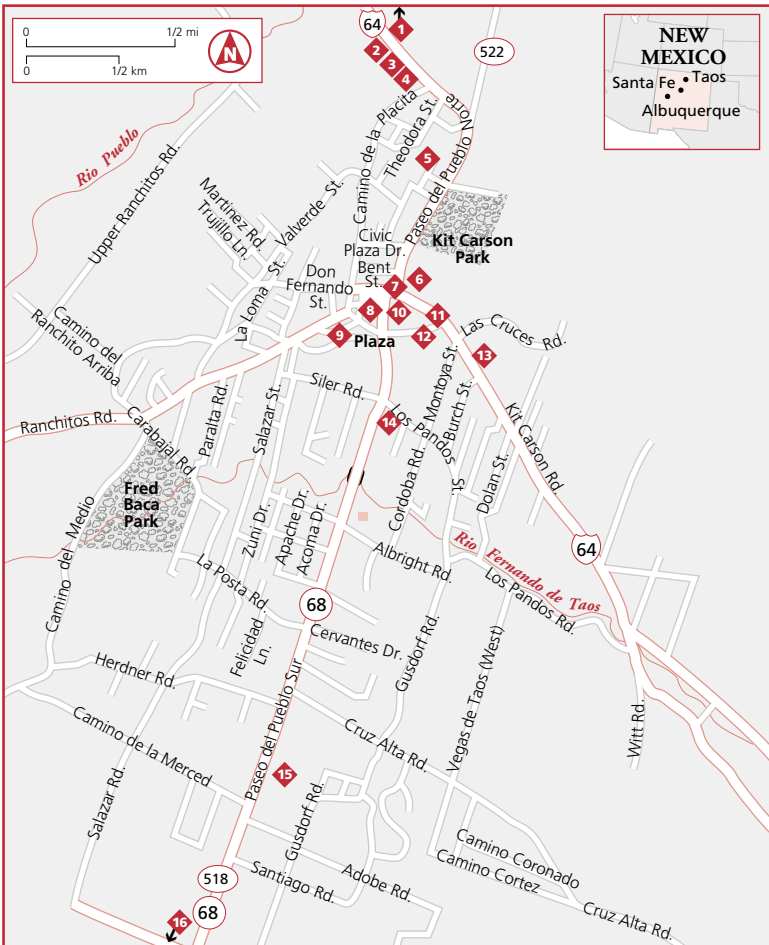 0
1/2 mi
0
1/2 km
N
64
1
2
3
4
522
NEW
MEXICO
Santa Fe
Taos
Albuquerque
Rio Pueblo
Upper Ranchitos Rd.
Camino de la Placita
Theodora St.
Paseo del Pueblo Norte
5
Martinez Rd.
Trujillo Ln.
Valverde St.
Kit Carson
Park
Civic
Plaza Dr.
Bent
St.
Don
Fernando
St.
La Loma St.
6
7
8
10
11
9
Plaza
12
Las Cruces Rd.
13
Camino del
Ranchito Arriba
Ranchitos Rd.
Carabajal Rd.
Paralta Rd.
Salazar St.
Siler Rd.
14
Los Pandos
St.
Montoya St.
Burch St.
Cordoba Rd.
Dolan St.
Kit Carson Rd.
Fred
Baca
Park
Camino del Medio
Zuni Dr.
Apache Dr.
Acoma Dr.
Albright Rd.
64
Rio Fernando de Taos
Los Pandos Rd.
La Posta Rd.
68
Felicidad
Ln.
Cervantes Dr.
Gusdorf Rd.
Vegas de Taos (West)
Witt Rd.
Herdner Rd.
Paseo del Pueblo Sur
Cruz Alta Rd.
Camino de la Merced
Salazar Rd.
15
Gusdorf Rd.
Camino Coronado
Camino Cortez
Cruz Alta Rd.
518
Santiago Rd.
Adobe Rd.
68
16